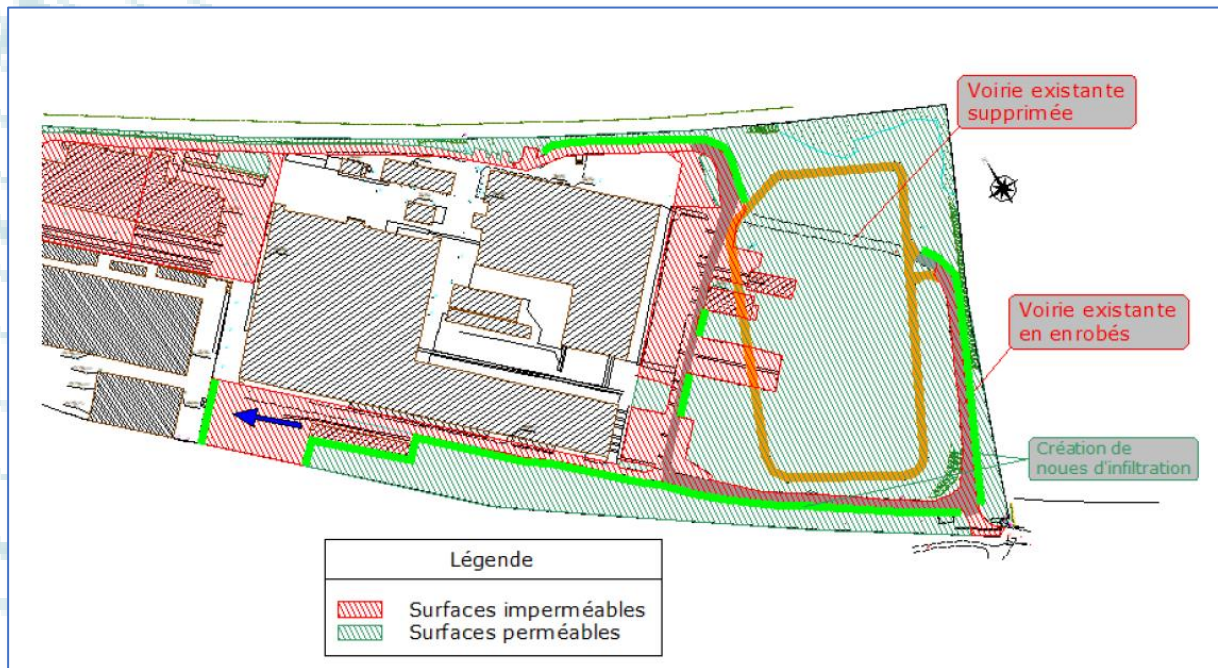 Voirie existante
supprimée
Voirie existante
en enrobés
Création de
noues d'infiltration
Légende
Surfaces imperméables
Surfaces perméables